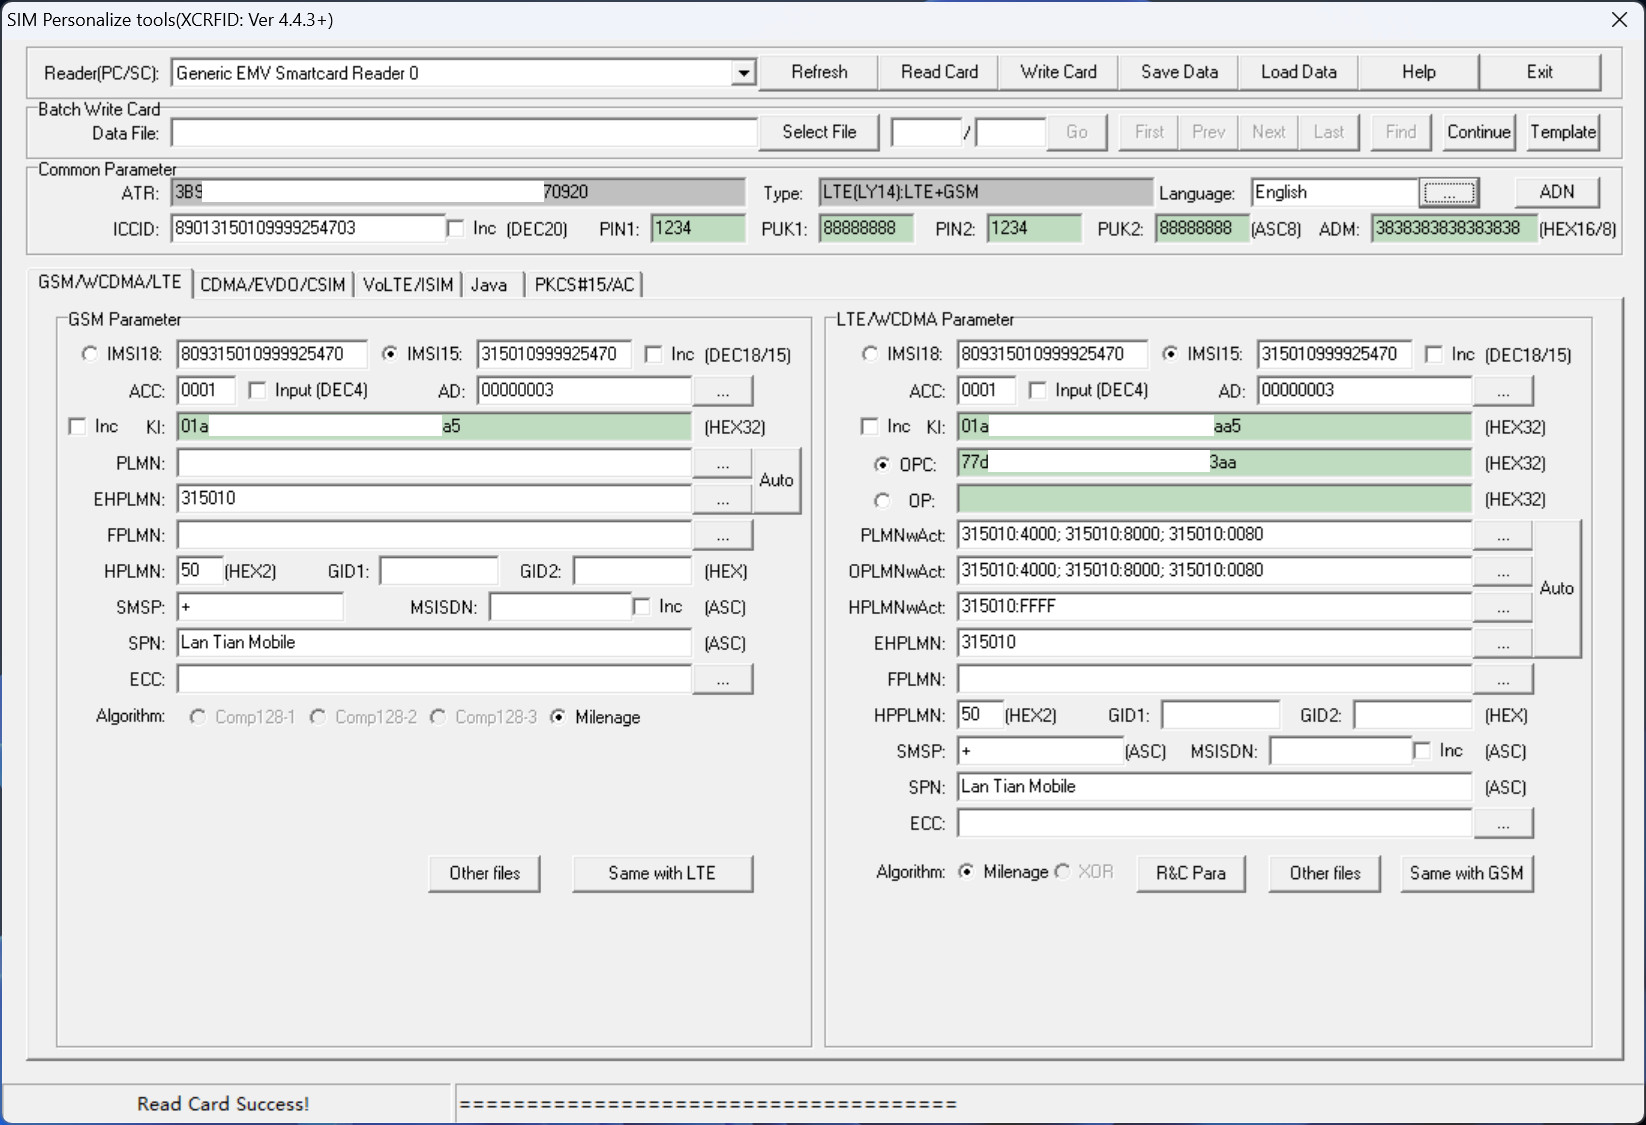 SIM Personalize tools(XCRFID: Ver 4.4.3+)
Reader(PC/SC): Generic EMV Smartcard Reader 0 Refresh Read Card Write Card Save Data Load Data Help Exit
Batch Write Card
Data File: Select File / Go First Prev Next Last Find Continue Template
Common Parameter
ATR: 3B9 70920 Type: LTE(LY14):LTE+GSM Language: English ... ADN
ICCID: 89013150109999254703 Inc (DEC20) PIN1: 1234 PUK1: 88888888 PIN2: 1234 PUK2: 88888888 (ASC8) ADM: 3838383838383838 (HEX16/8)
GSM/WCDMA/LTE CDMA/EVDO/CSIM VoLTE/ISIM Java PKCS#15/AC
GSM Parameter
IMSI18: 809315010999925470 IMSI15: 315010999925470 Inc (DEC18/15)
ACC: 0001 Input (DEC4) AD: 00000003 ...
Inc KI: 01a a5 (HEX32)
PLMN: ...
Auto
EHPLMN: 315010 ...
FPLMN: ...
HPLMN: 50 (HEX2) GID1: GID2: (HEX)
SMSP: + MSISDN: Inc (ASC)
SPN: Lan Tian Mobile (ASC)
ECC: ...
Algorithm: Comp128-1 Comp128-2 Comp128-3 Milenage
Other files Same with LTE
LTE/WCDMA Parameter
IMSI18: 809315010999925470 IMSI15: 315010999925470 Inc (DEC18/15)
ACC: 0001 Input (DEC4) AD: 00000003 ...
Inc KI: 01a aa5 (HEX32)
OPC: 77d 3aa (HEX32)
OP: (HEX32)
PLMNwAct: 315010:4000; 315010:8000; 315010:0080 ...
OPLMNwAct: 315010:4000; 315010:8000; 315010:0080 ...
Auto
HPLMNwAct: 315010:FFFF ...
EHPLMN: 315010 ...
FPLMN: ...
HPPLMN: 50 (HEX2) GID1: GID2: (HEX)
SMSP: + (ASC) MSISDN: Inc (ASC)
SPN: Lan Tian Mobile (ASC)
ECC: ...
Algorithm: Milenage XOR R&C Para Other files Same with GSM
Read Card Success! =====================================